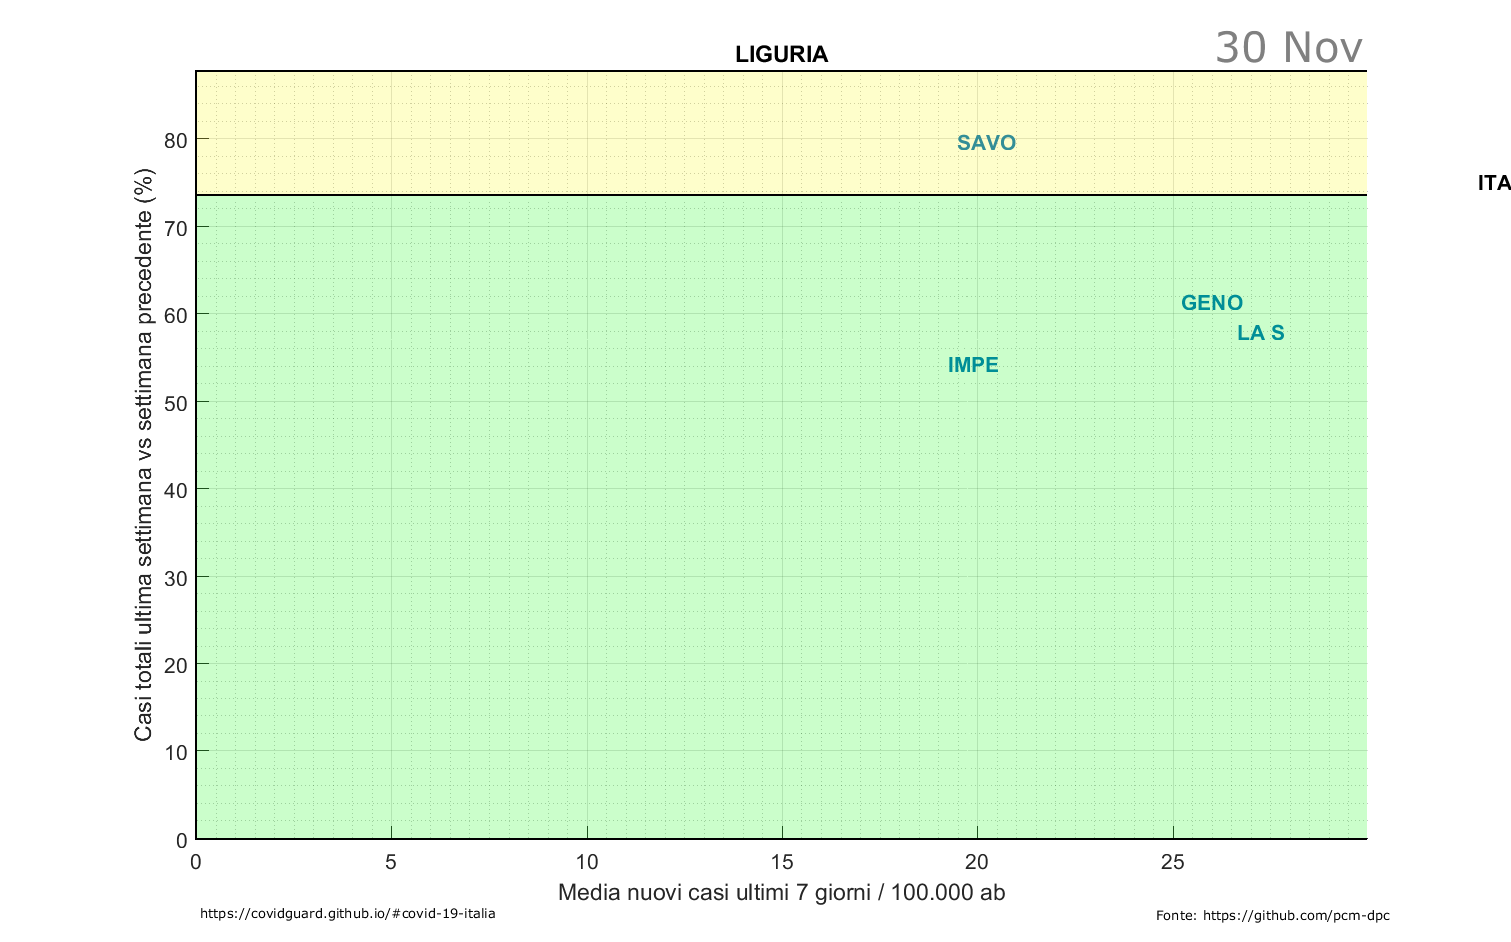 LIGURIA
30 Nov
Casi totali ultima settimana vs settimana precedente (%)
80
70
60
50
40
30
20
10
0
SAVO
ITA
GENO
LA S
IMPE
0 5 10 15 20 25
Media nuovi casi ultimi 7 giorni / 100.000 ab
https://covidguard.github.io/#covid-19-italia
Fonte: https://github.com/pcm-dpc